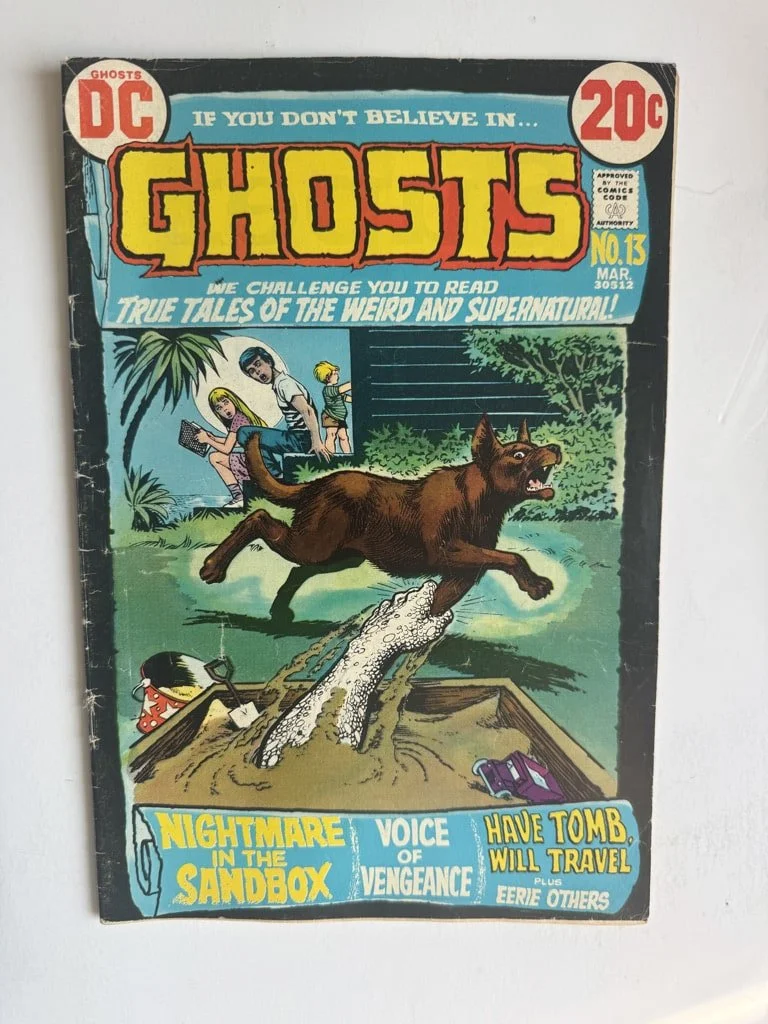 GHOSTS
DC
IF YOU DON'T BELIEVE IN...
20c
GHOSTS
APPROVED
BY THE
COMICS
CODE
CA
AUTHORITY
NO. 13
MAR.
30512
WE CHALLENGE YOU TO READ
TRUE TALES OF THE WEIRD AND SUPERNATURAL!
NIGHTMARE
IN THE
SANDBOX
VOICE
OF
VENGEANCE
HAVE TOMB,
WILL TRAVEL
PLUS
EERIE OTHERS